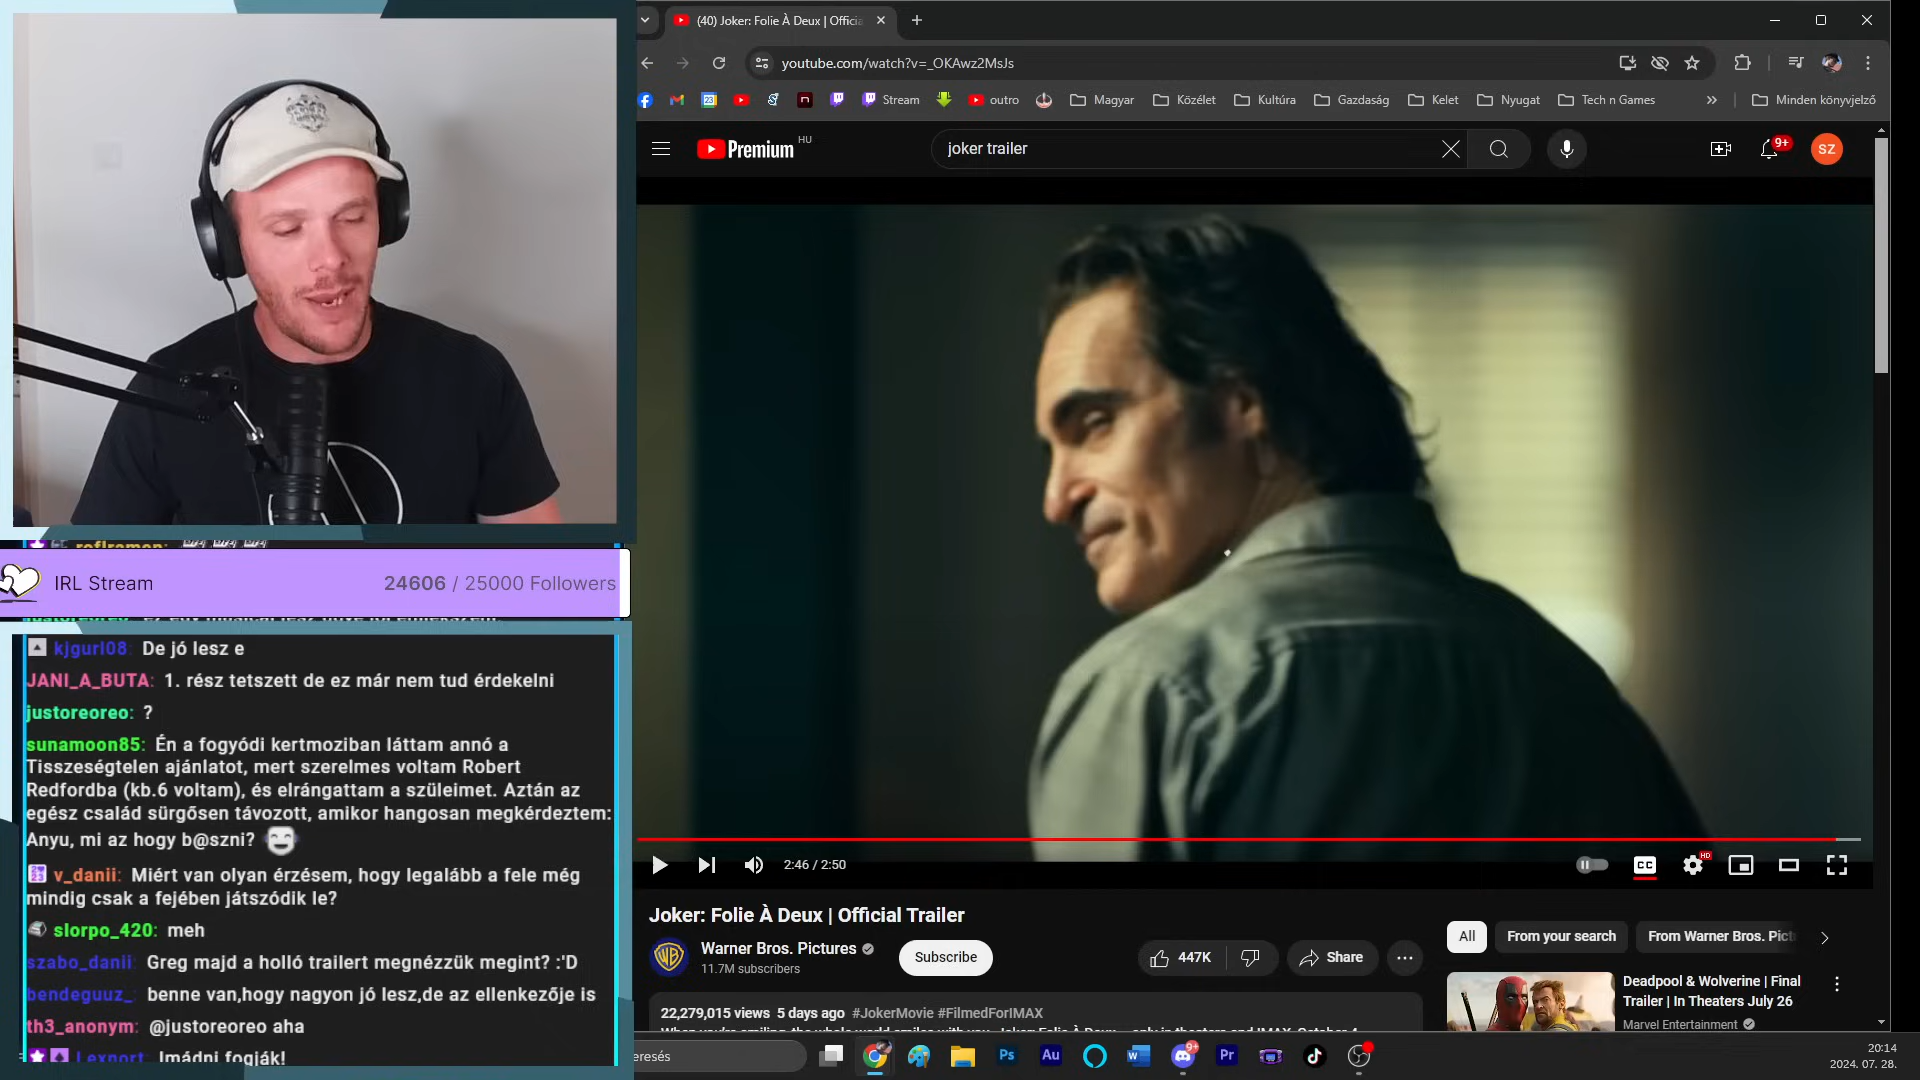 (40) Joker: Folie À Deux | Officia
youtube.com/watch?v=_OKAwz2MsJs
Stream
outro
Magyar
Közélet
Kultúra
Gazdaság
Kelet
Nyugat
Tech n Games
Minden könyvjelző
Premium HU
joker trailer
9+
SZ
IRL Stream
24606 / 25000 Followers
kjgurl08: De jó lesz e
JANI_A_BUTA: 1. rész tetszett de ez már nem tud érdekelni
justoreoreo: ?
sunamoon85: Én a fogyódi kertmoziban láttam annó a
Tisszeségtelen ajánlatot, mert szerelmes voltam Robert
Redfordba (kb.6 voltam), és elrángattam a szüleimet. Aztán az
egész család sürgősen távozott, amikor hangosan megkérdeztem:
Anyu, mi az hogy b@szni?
v_danii: Miért van olyan érzésem, hogy legalább a fele még
mindig csak a fejében játszódik le?
slorpo_420: meh
szabo_danii: Greg majd a holló trailert megnézzük megint? :'D
bendeguuz_: benne van,hogy nagyon jó lesz,de az ellenkezője is
th3_anonym: @justoreoreo aha
Lexnort: Imádni fogják!
2:46 / 2:50
CC
HD
Joker: Folie À Deux | Official Trailer
Warner Bros. Pictures
11.7M subscribers
Subscribe
447K
Share
22,279,015 views 5 days ago #JokerMovie #FilmedForIMAX
All
From your search
From Warner Bros. Pict
Deadpool & Wolverine | Final
Trailer | In Theaters July 26
Marvel Entertainment
eresés
Ps
Au
9+
Pr
20:14
2024. 07. 28.